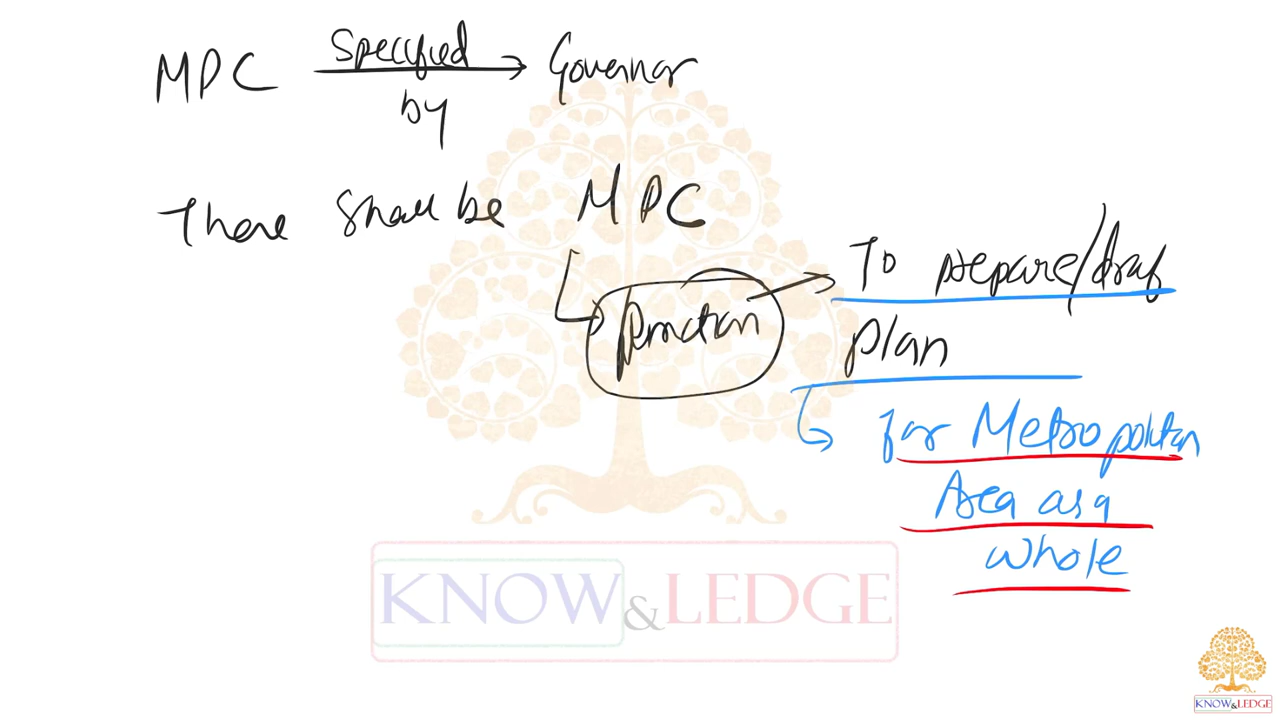 MPC Specified by Governor
There shall be MPC
Function To prepare/draf
plan
for Metropolitan
Area as a
whole
KNOW&LEDGE
KNOW&LEDGE